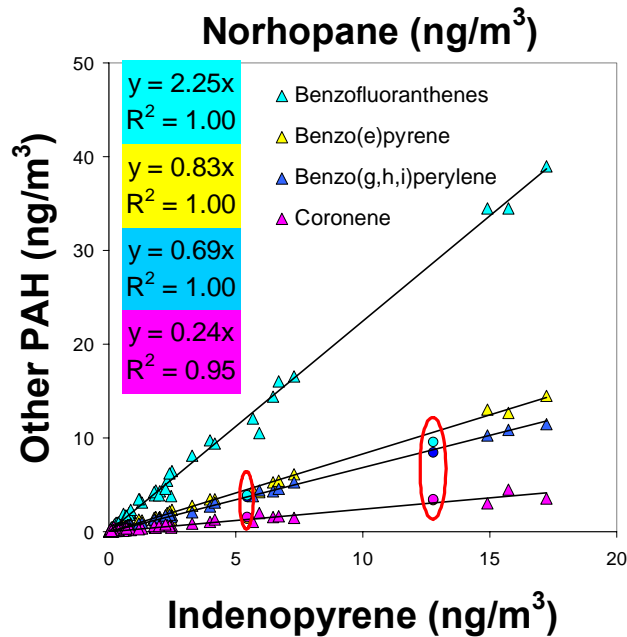 Norhopane (ng/m³)
50
40
30
20
10
0
Other PAH (ng/m³)
y = 2.25x
R² = 1.00
y = 0.83x
R² = 1.00
y = 0.69x
R² = 1.00
y = 0.24x
R² = 0.95
Benzofluoranthenes
Benzo(e)pyrene
Benzo(g,h,i)perylene
Coronene
0 5 10 15 20
Indenopyrene (ng/m³)